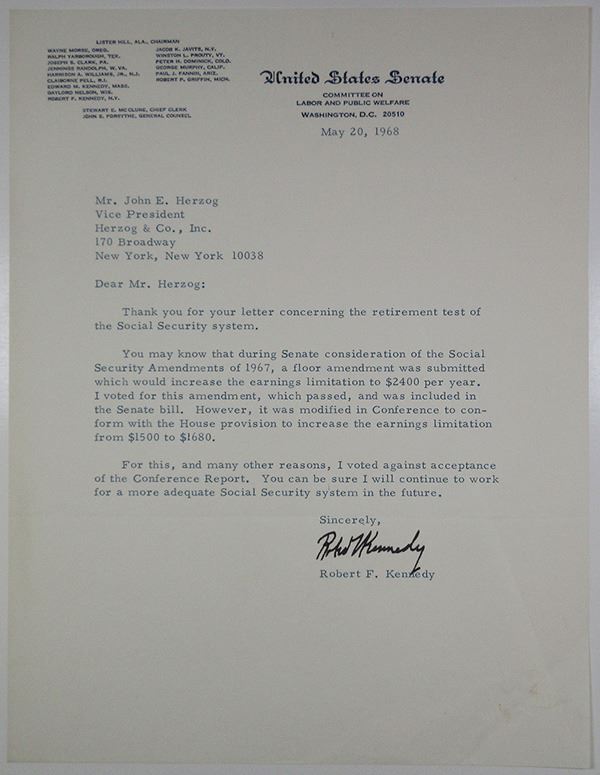 LISTER HILL, ALA., CHAIRMAN
WAYNE MORSE, OREG.
RALPH YARBOROUGH, TEX.
JOSEPH S. CLARK, PA.
JENNINGS RANDOLPH, W. VA.
HARRISON A. WILLIAMS, JR., N.J.
CLAIBORNE PELL, R.I.
EDWARD M. KENNEDY, MASS.
GAYLORD NELSON, WIS.
ROBERT F. KENNEDY, N.Y.
JACOB K. JAVITS, N.Y.
WINSTON L. PROUTY, VT.
PETER H. DOMINICK, COLO.
GEORGE MURPHY, CALIF.
PAUL J. FANNIN, ARIZ.
ROBERT P. GRIFFIN, MICH.
STEWART E. MC CLURE, CHIEF CLERK
JOHN S. FORSYTHE, GENERAL COUNSEL
United States Senate
COMMITTEE ON
LABOR AND PUBLIC WELFARE
WASHINGTON, D.C. 20510
May 20, 1968
Mr. John E. Herzog
Vice President
Herzog & Co., Inc.
170 Broadway
New York, New York 10038
Dear Mr. Herzog:
Thank you for your letter concerning the retirement test of
the Social Security system.
You may know that during Senate consideration of the Social
Security Amendments of 1967, a floor amendment was submitted
which would increase the earnings limitation to $2400 per year.
I voted for this amendment, which passed, and was included in
the Senate bill. However, it was modified in Conference to con-
form with the House provision to increase the earnings limitation
from $1500 to $1680.
For this, and many other reasons, I voted against acceptance
of the Conference Report. You can be sure I will continue to work
for a more adequate Social Security system in the future.
Sincerely,
Robt Kennedy
Robert F. Kennedy